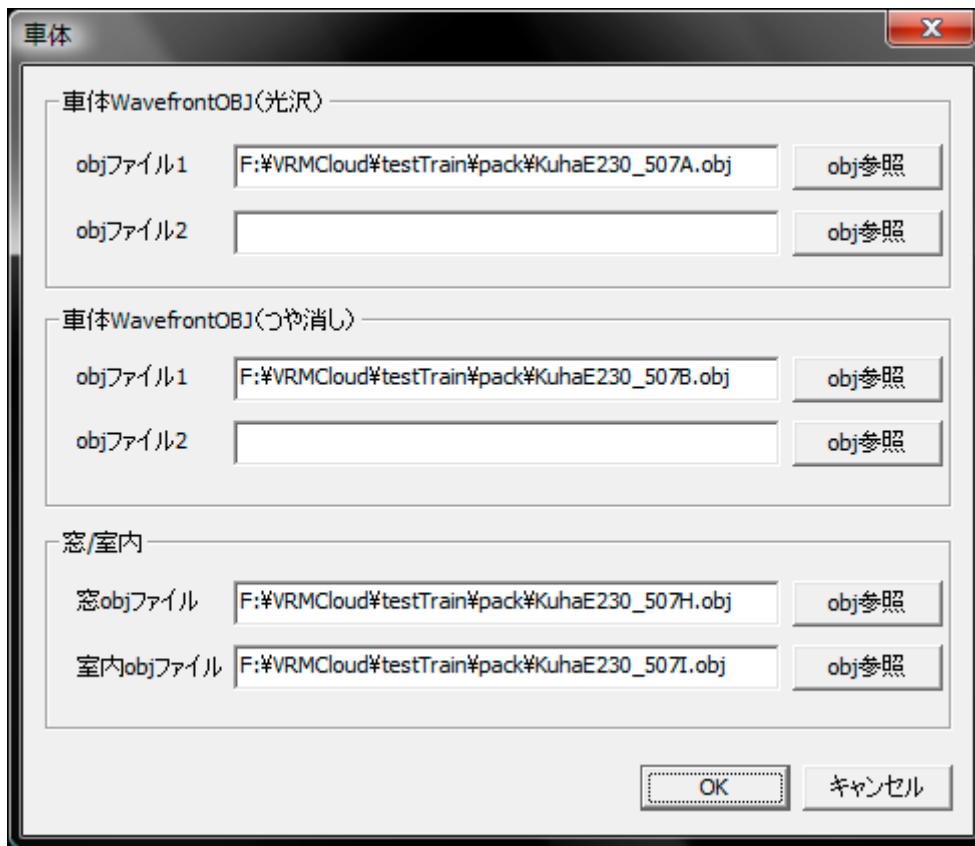 車体
車体WavefrontOBJ(光沢)
objファイル1 F:¥VRMCloud¥testTrain¥pack¥KuhaE230_507A.obj obj参照
objファイル2 obj参照
車体WavefrontOBJ(つや消し)
objファイル1 F:¥VRMCloud¥testTrain¥pack¥KuhaE230_507B.obj obj参照
objファイル2 obj参照
窓/室内
窓objファイル F:¥VRMCloud¥testTrain¥pack¥KuhaE230_507H.obj obj参照
室内objファイル F:¥VRMCloud¥testTrain¥pack¥KuhaE230_507I.obj obj参照
OK キャンセル